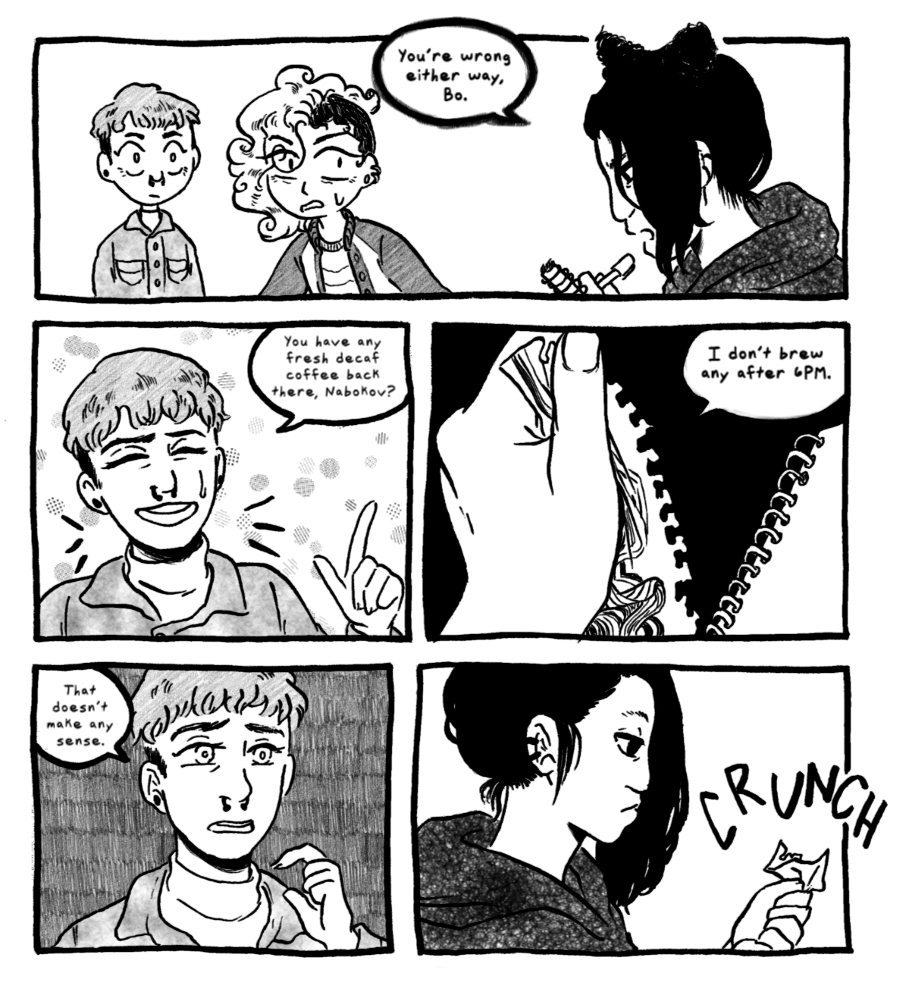 You're wrong
either way,
Bo.
You have any
fresh decaf
coffee back
there, Nabokov?
I don't brew
any after 6PM.
That
doesn't
make any
sense.
CRUNCH